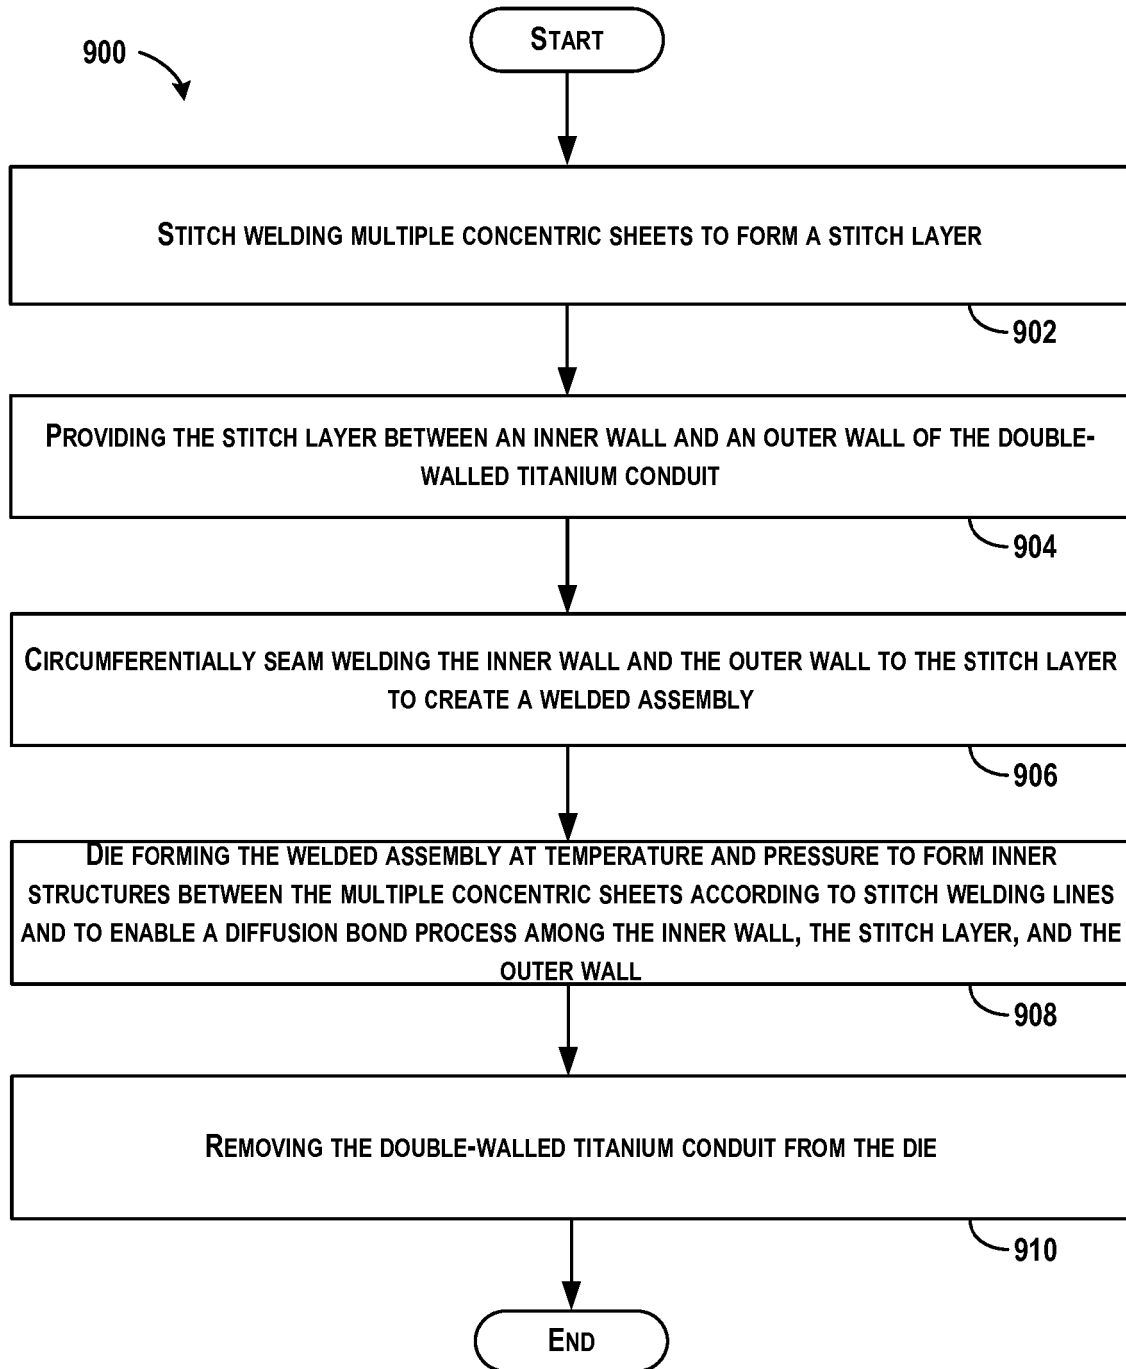 START
900
STITCH WELDING MULTIPLE CONCENTRIC SHEETS TO FORM A STITCH LAYER
902
PROVIDING THE STITCH LAYER BETWEEN AN INNER WALL AND AN OUTER WALL OF THE DOUBLE-
WALLED TITANIUM CONDUIT
904
CIRCUMFERENTIALLY SEAM WELDING THE INNER WALL AND THE OUTER WALL TO THE STITCH LAYER
TO CREATE A WELDED ASSEMBLY
906
DIE FORMING THE WELDED ASSEMBLY AT TEMPERATURE AND PRESSURE TO FORM INNER
STRUCTURES BETWEEN THE MULTIPLE CONCENTRIC SHEETS ACCORDING TO STITCH WELDING LINES
AND TO ENABLE A DIFFUSION BOND PROCESS AMONG THE INNER WALL, THE STITCH LAYER, AND THE
OUTER WALL
908
REMOVING THE DOUBLE-WALLED TITANIUM CONDUIT FROM THE DIE
910
END